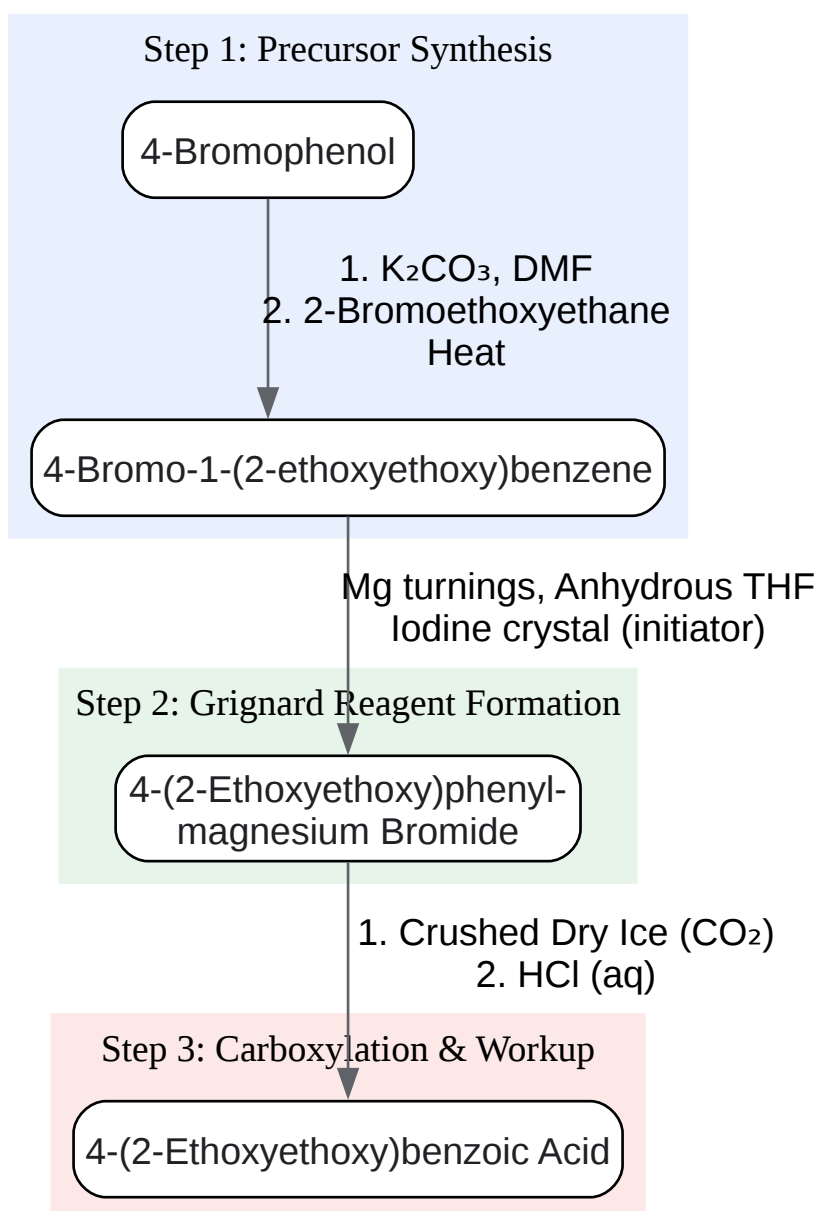 Step 1: Precursor Synthesis
4-Bromophenol
1. K₂CO₃, DMF
2. 2-Bromoethoxyethane
Heat
4-Bromo-1-(2-ethoxyethoxy)benzene
Mg turnings, Anhydrous THF
Iodine crystal (initiator)
Step 2: Grignard Reagent Formation
4-(2-Ethoxyethoxy)phenyl-
magnesium Bromide
1. Crushed Dry Ice (CO₂)
2. HCl (aq)
Step 3: Carboxylation & Workup
4-(2-Ethoxyethoxy)benzoic Acid